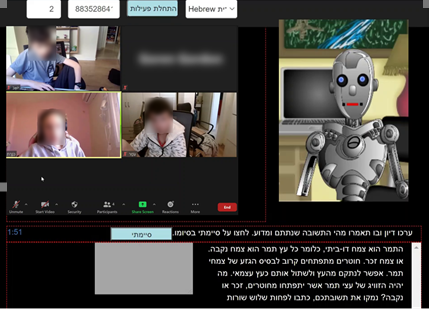 2
88352864
התחלת פעילות
Hebrew
Unmute
Start Video
Security
Participants
Share Screen
Reactions
More
End
ערכו דיון ובו תאמרו מהי התשובה שנתתם ומדוע. לחצו על סיימתי בסיומו.
סיימתי
1:51
התמר הוא צמח דו-ביתי, כלומר כל עץ תמר הוא צמח נקבה
או צמח זכר. חוטרים מתפתחים קרוב לבסיס הגזע של צמחי
תמר. אפשר לנתקם מהעץ ולשתול אותם כעץ עצמאי. מה
יהיה הזוויג של עצי תמר אשר יתפתחו מחוטרים, זכר או
נקבה? נמקו את תשובתכם, כתבו לפחות שלוש שורות